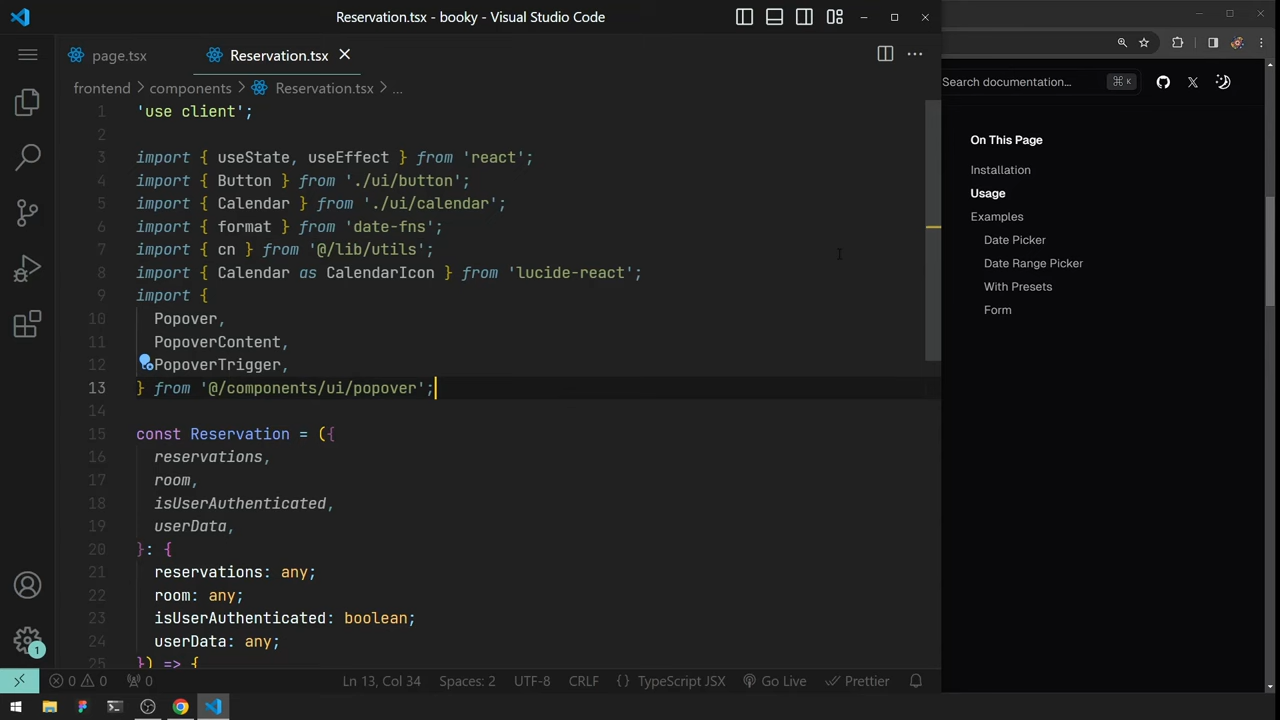 Reservation.tsx - booky - Visual Studio Code
page.tsx
Reservation.tsx
frontend > components > Reservation.tsx > ...
1 'use client';
2
3 import { useState, useEffect } from 'react';
4 import { Button } from './ui/button';
5 import { Calendar } from './ui/calendar';
6 import { format } from 'date-fns';
7 import { cn } from '@/lib/utils';
8 import { Calendar as CalendarIcon } from 'lucide-react';
9 import {
10 Popover,
11 PopoverContent,
12 PopoverTrigger,
13 } from '@/components/ui/popover';
14
15 const Reservation = ({
16 reservations,
17 room,
18 isUserAuthenticated,
19 userData,
20 }: {
21 reservations: any;
22 room: any;
23 isUserAuthenticated: boolean;
24 userData: any;
25 }) => {
1
0 0 0 Ln 13, Col 34 Spaces: 2 UTF-8 CRLF {} TypeScript JSX Go Live Prettier
Search documentation... ⌘ K
On This Page
Installation
Usage
Examples
Date Picker
Date Range Picker
With Presets
Form